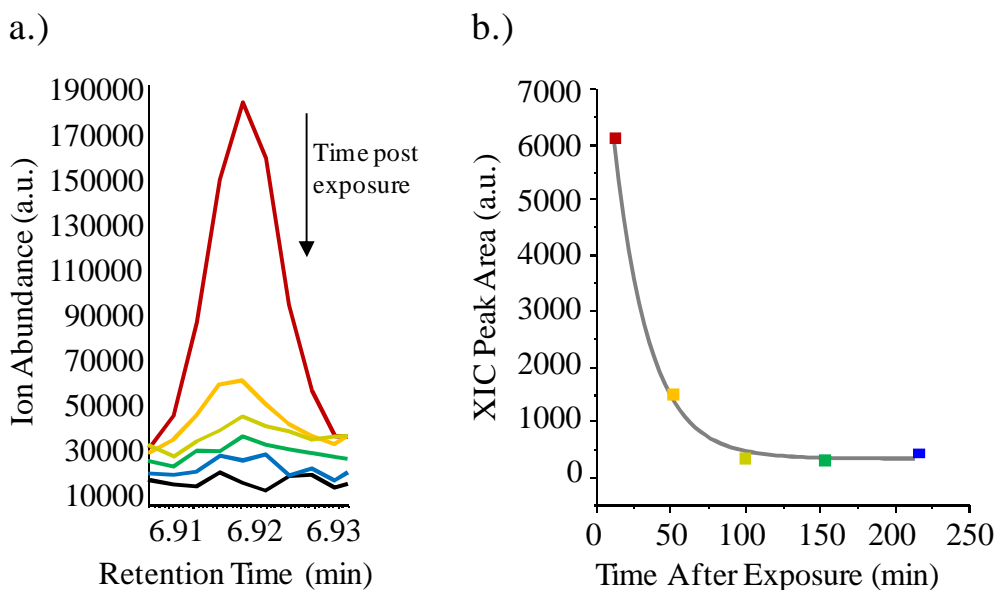 a.)
Ion Abundance (a.u.)
190000
170000
150000
130000
110000
90000
70000
50000
30000
10000
Time post
exposure
6.91 6.92 6.93
Retention Time (min)
b.)
XIC Peak Area (a.u.)
7000
6000
5000
4000
3000
2000
1000
0
0 50 100 150 200 250
Time After Exposure (min)